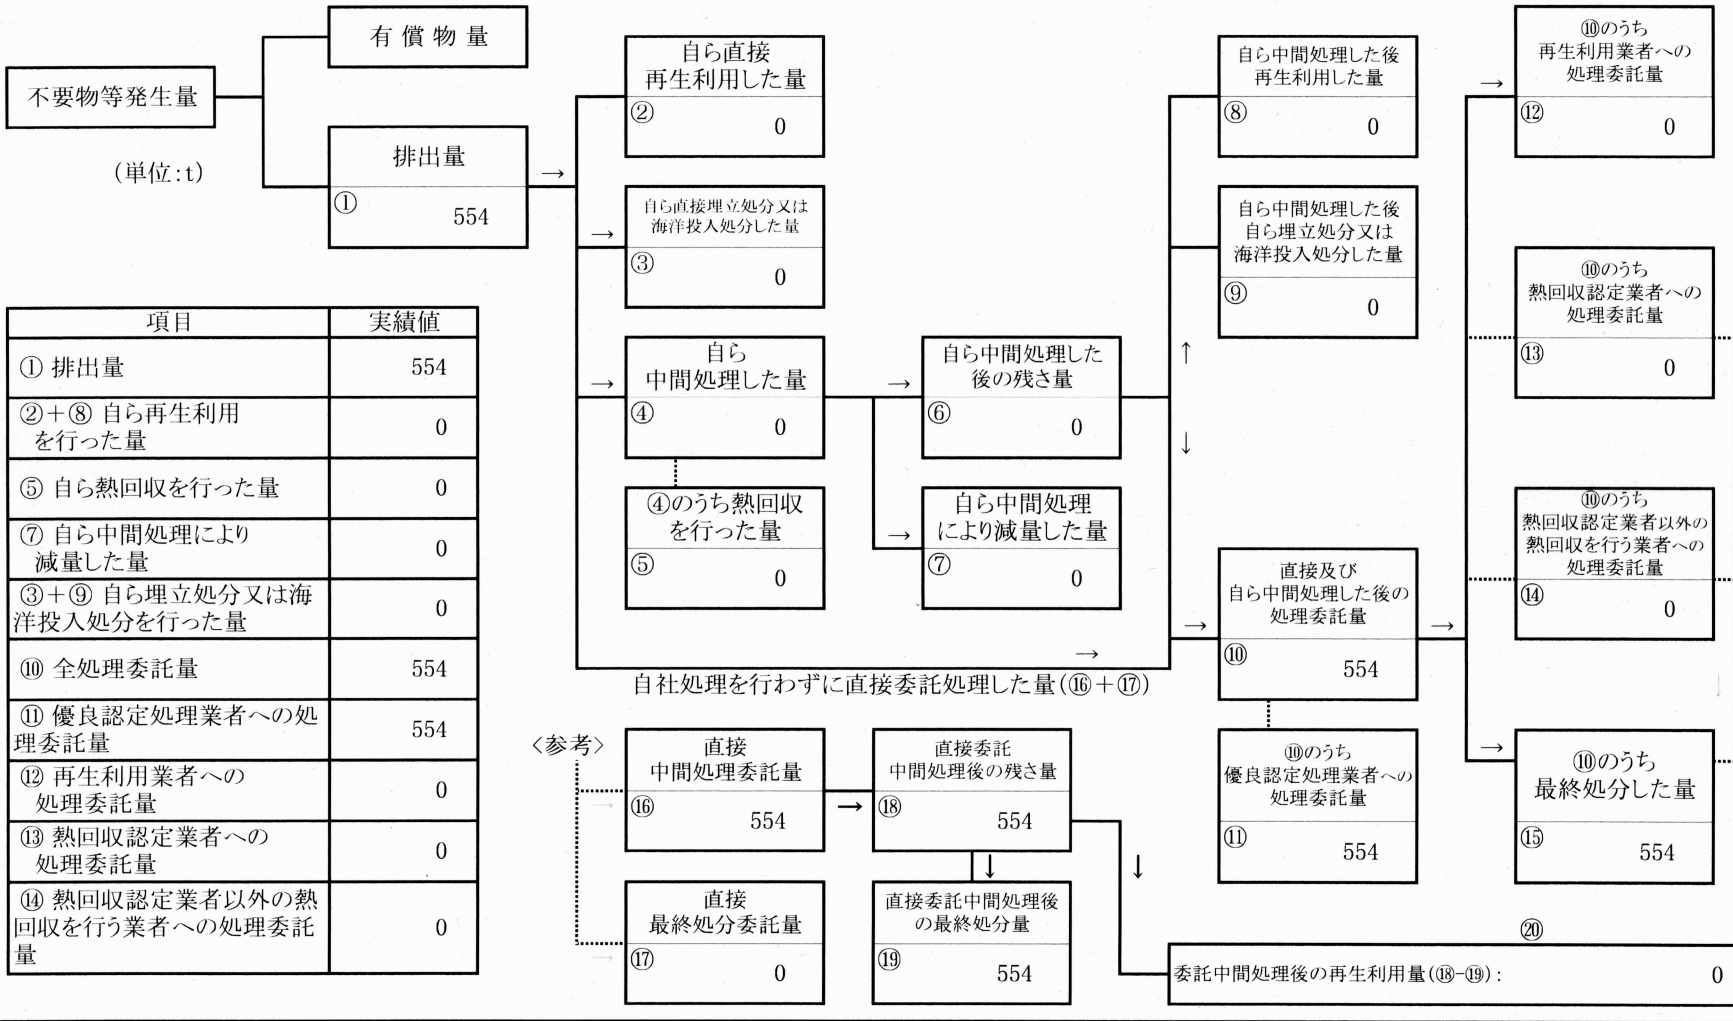 不要物等発生量
(単位:t)
有償物量
排出量
①
554
→
自ら直接
再生利用した量
②
0
→
自ら直接埋立処分又は
海洋投入処分した量
③
0
→
自ら
中間処理した量
④
0
④のうち熱回収
を行った量
⑤
0
→
自ら中間処理した
後の残さ量
⑥
0
→
自ら中間処理
により減量した量
⑦
0
↑
↓
自ら中間処理した後
再生利用した量
⑧
0
自ら中間処理した後
自ら埋立処分又は
海洋投入処分した量
⑨
0
→
自社処理を行わずに直接委託処理した量(⑯+⑰)
→
直接及び
自ら中間処理した後の
処理委託量
⑩
554
⑩のうち
優良認定処理業者への
処理委託量
⑪
554
→
→
⑩のうち
再生利用業者への
処理委託量
⑫
0
⑩のうち
熱回収認定業者への
処理委託量
⑬
0
⑩のうち
熱回収認定業者以外の
熱回収を行う業者への
処理委託量
⑭
0
→
⑩のうち
最終処分した量
⑮
554
項目 実績値
① 排出量 554
②+⑧ 自ら再生利用
を行った量 0
⑤ 自ら熱回収を行った量 0
⑦ 自ら中間処理により
減量した量 0
③+⑨ 自ら埋立処分又は海
洋投入処分を行った量 0
⑩ 全処理委託量 554
⑪ 優良認定処理業者への処
理委託量 554
⑫ 再生利用業者への
処理委託量 0
⑬ 熱回収認定業者への
処理委託量 0
⑭ 熱回収認定業者以外の熱
回収を行う業者への処理委託
量 0
<参考>
→
直接
中間処理委託量
⑯
554
→
直接委託
中間処理後の残さ量
⑱
554
↓
↓
→
直接
最終処分委託量
⑰
0
直接委託中間処理後
の最終処分量
⑲
554
⑳
委託中間処理後の再生利用量(⑱-⑲) : 0